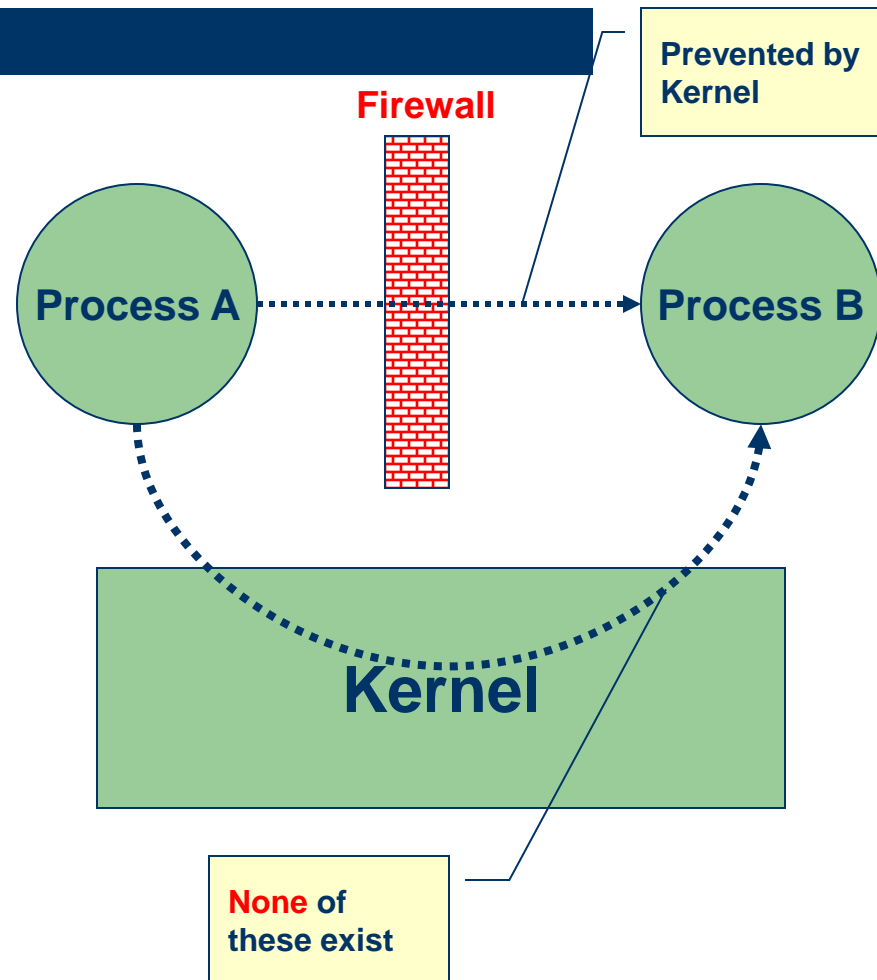 Prevented by
Kernel
Firewall
Process A
Process B
Kernel
None of
these exist